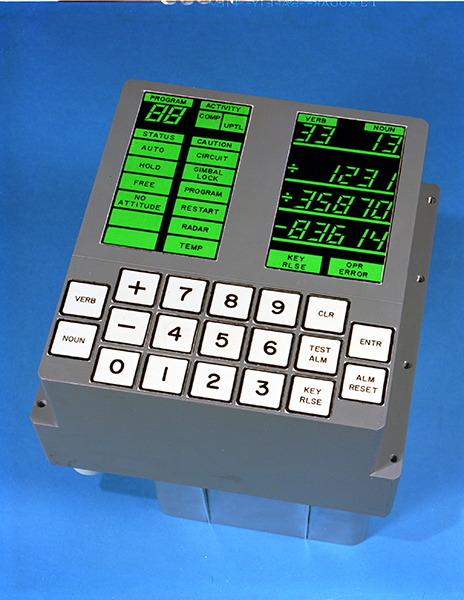 PROGRAM
88
STATUS
AUTO
HOLD
FREE
NO
ATTITUDE
ACTIVITY
COMP
UPTL
CAUTION
CIRCUIT
GIMBAL
LOCK
PROGRAM
RESTART
RADAR
TEMP
VERB NOUN
33 13
÷ 1231
÷35870
-83614
KEY
RLSE
OPR
ERROR
VERB
NOUN
+ 7 8 9 CLR
− 4 5 6 TEST
ALM
0 1 2 3 KEY
RLSE
ENTR
ALM
RESET